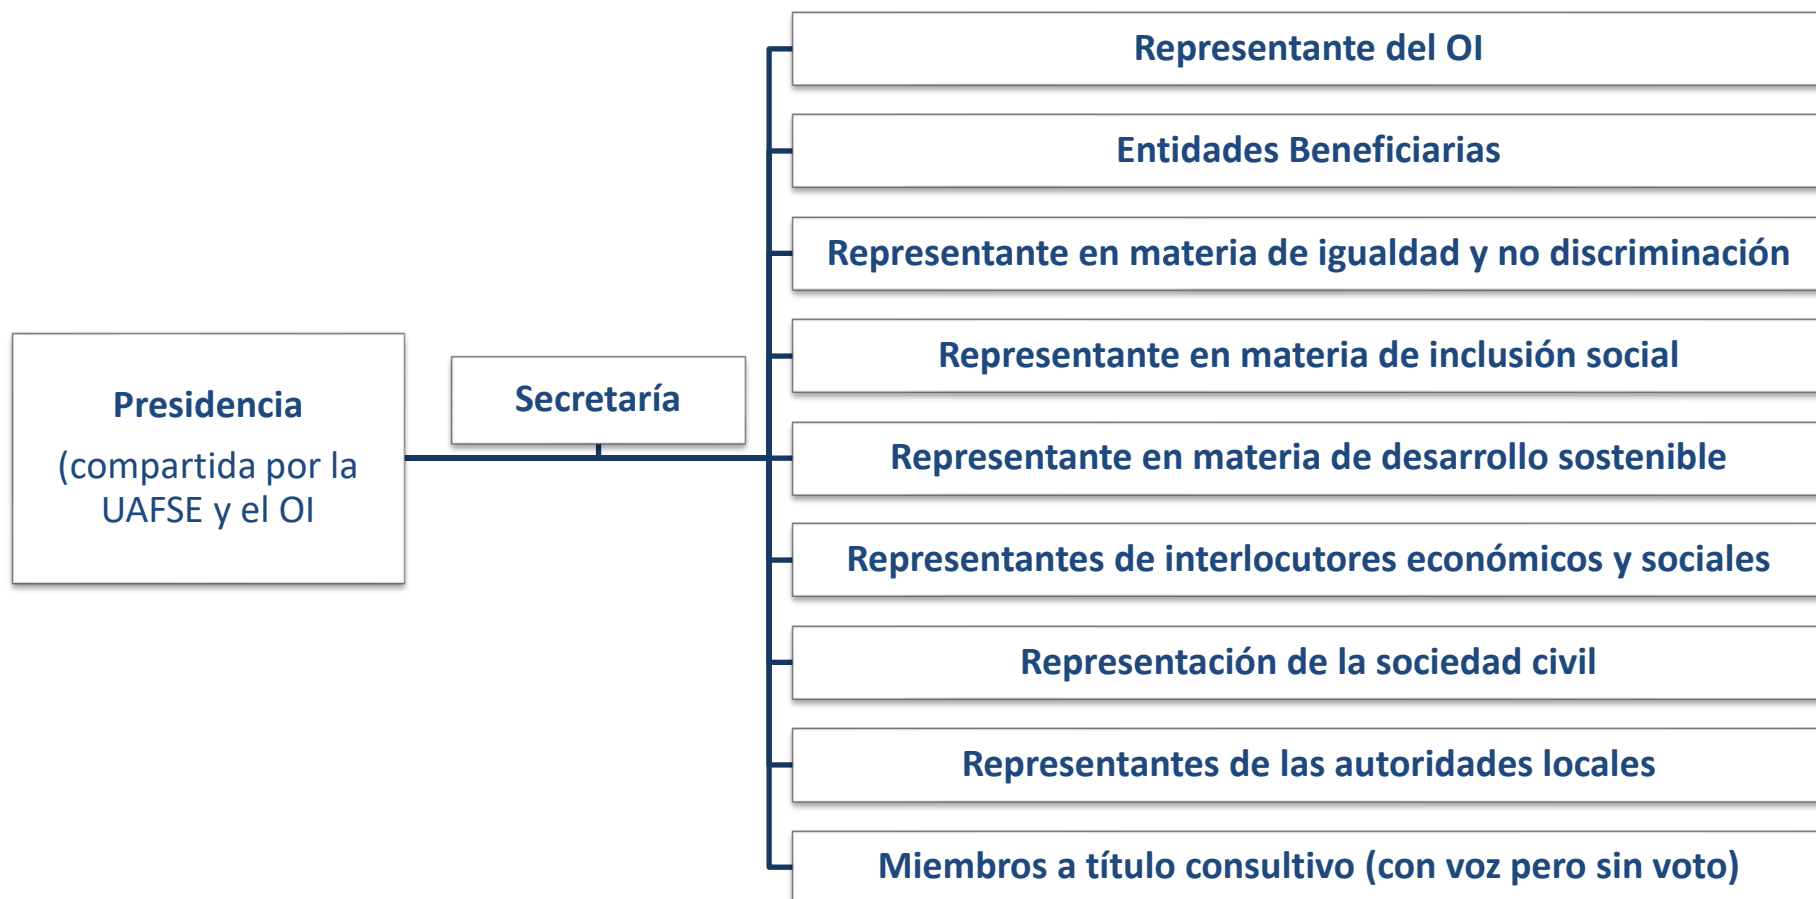 Presidencia
(compartida por la
UAFSE y el OI
Secretaría
Representante del OI
Entidades Beneficiarias
Representante en materia de igualdad y no discriminación
Representante en materia de inclusión social
Representante en materia de desarrollo sostenible
Representantes de interlocutores económicos y sociales
Representación de la sociedad civil
Representantes de las autoridades locales
Miembros a título consultivo (con voz pero sin voto)